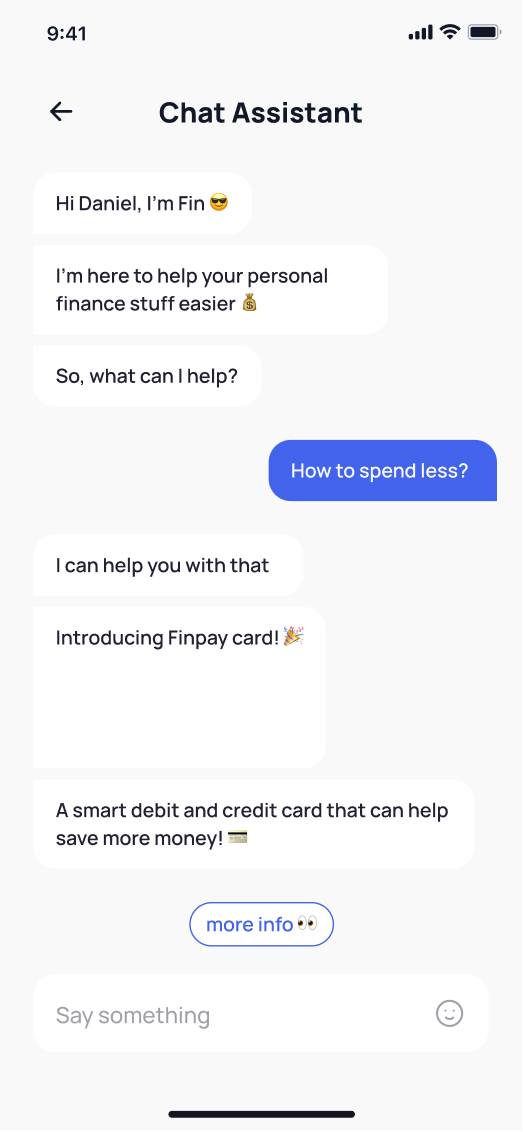 9:41
Chat Assistant
Hi Daniel, I'm Fin 😎
I'm here to help your personal
finance stuff easier 💰
So, what can I help?
How to spend less?
I can help you with that
Introducing Finpay card! 🎉
A smart debit and credit card that can help
save more money! 💳
more info 👀
Say something